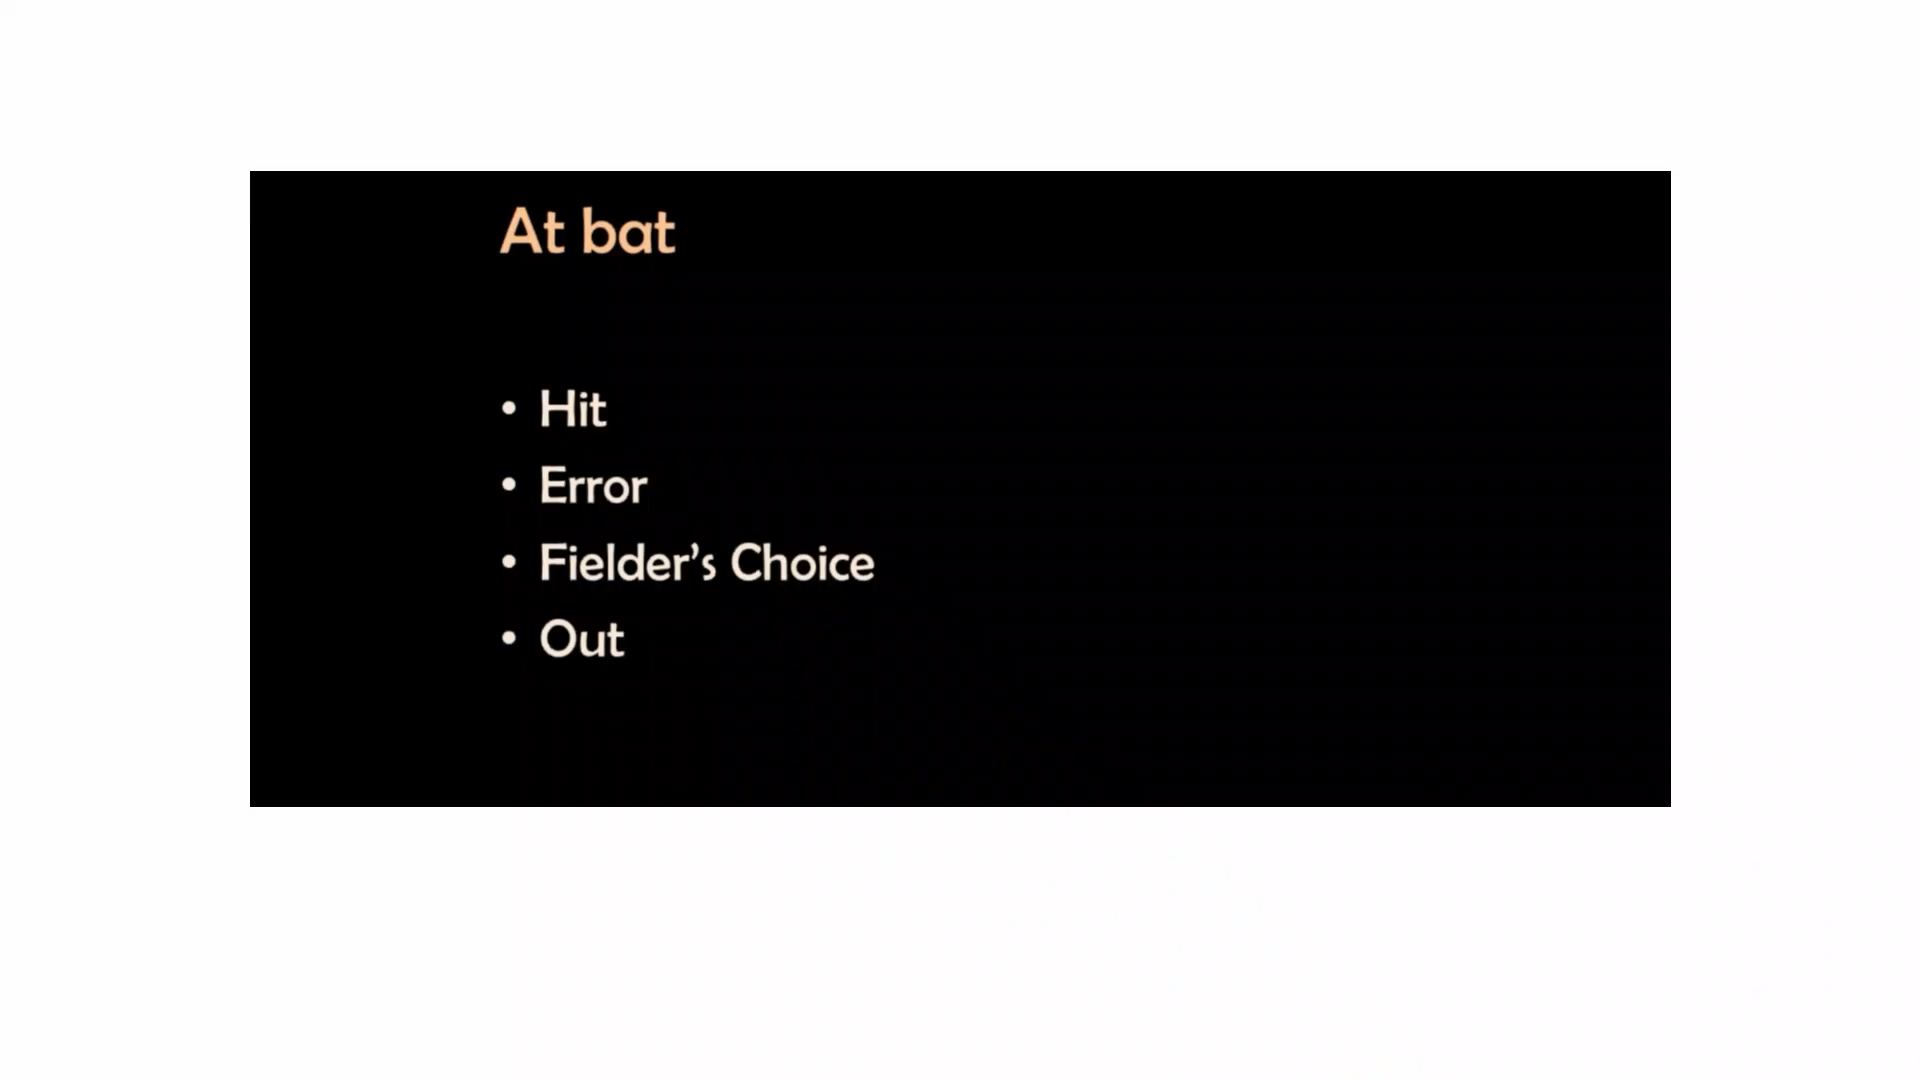 At bat
• Hit
• Error
• Fielder’s Choice
• Out